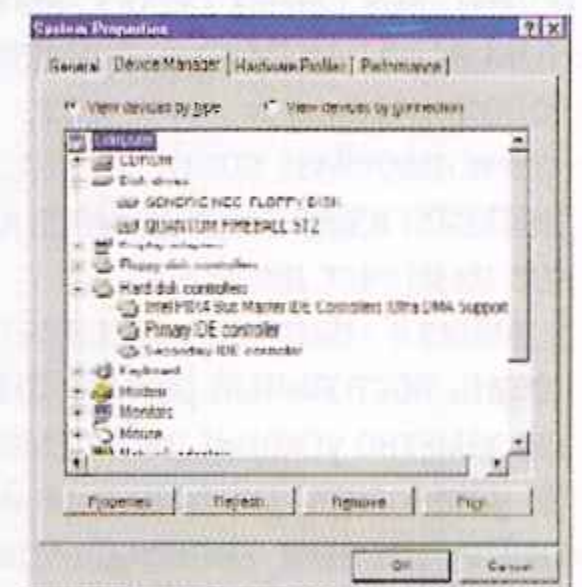 System Properties
General Device Manager Hardware Profiles Performance
View devices by type View devices by connection
Computer
CDROM
Disk drives
GENERIC NEC FLOPPY DISK
QUANTUM FIREBALL ST2
Display adapters
Floppy disk controllers
Hard disk controllers
Intel PIIX4 Bus Master IDE Controllers (Ultra DMA Support
Primary IDE controller
Secondary IDE controller
Keyboard
Modem
Monitors
Mouse
Network adapters
Properties Refresh Remove Print
OK Cancel